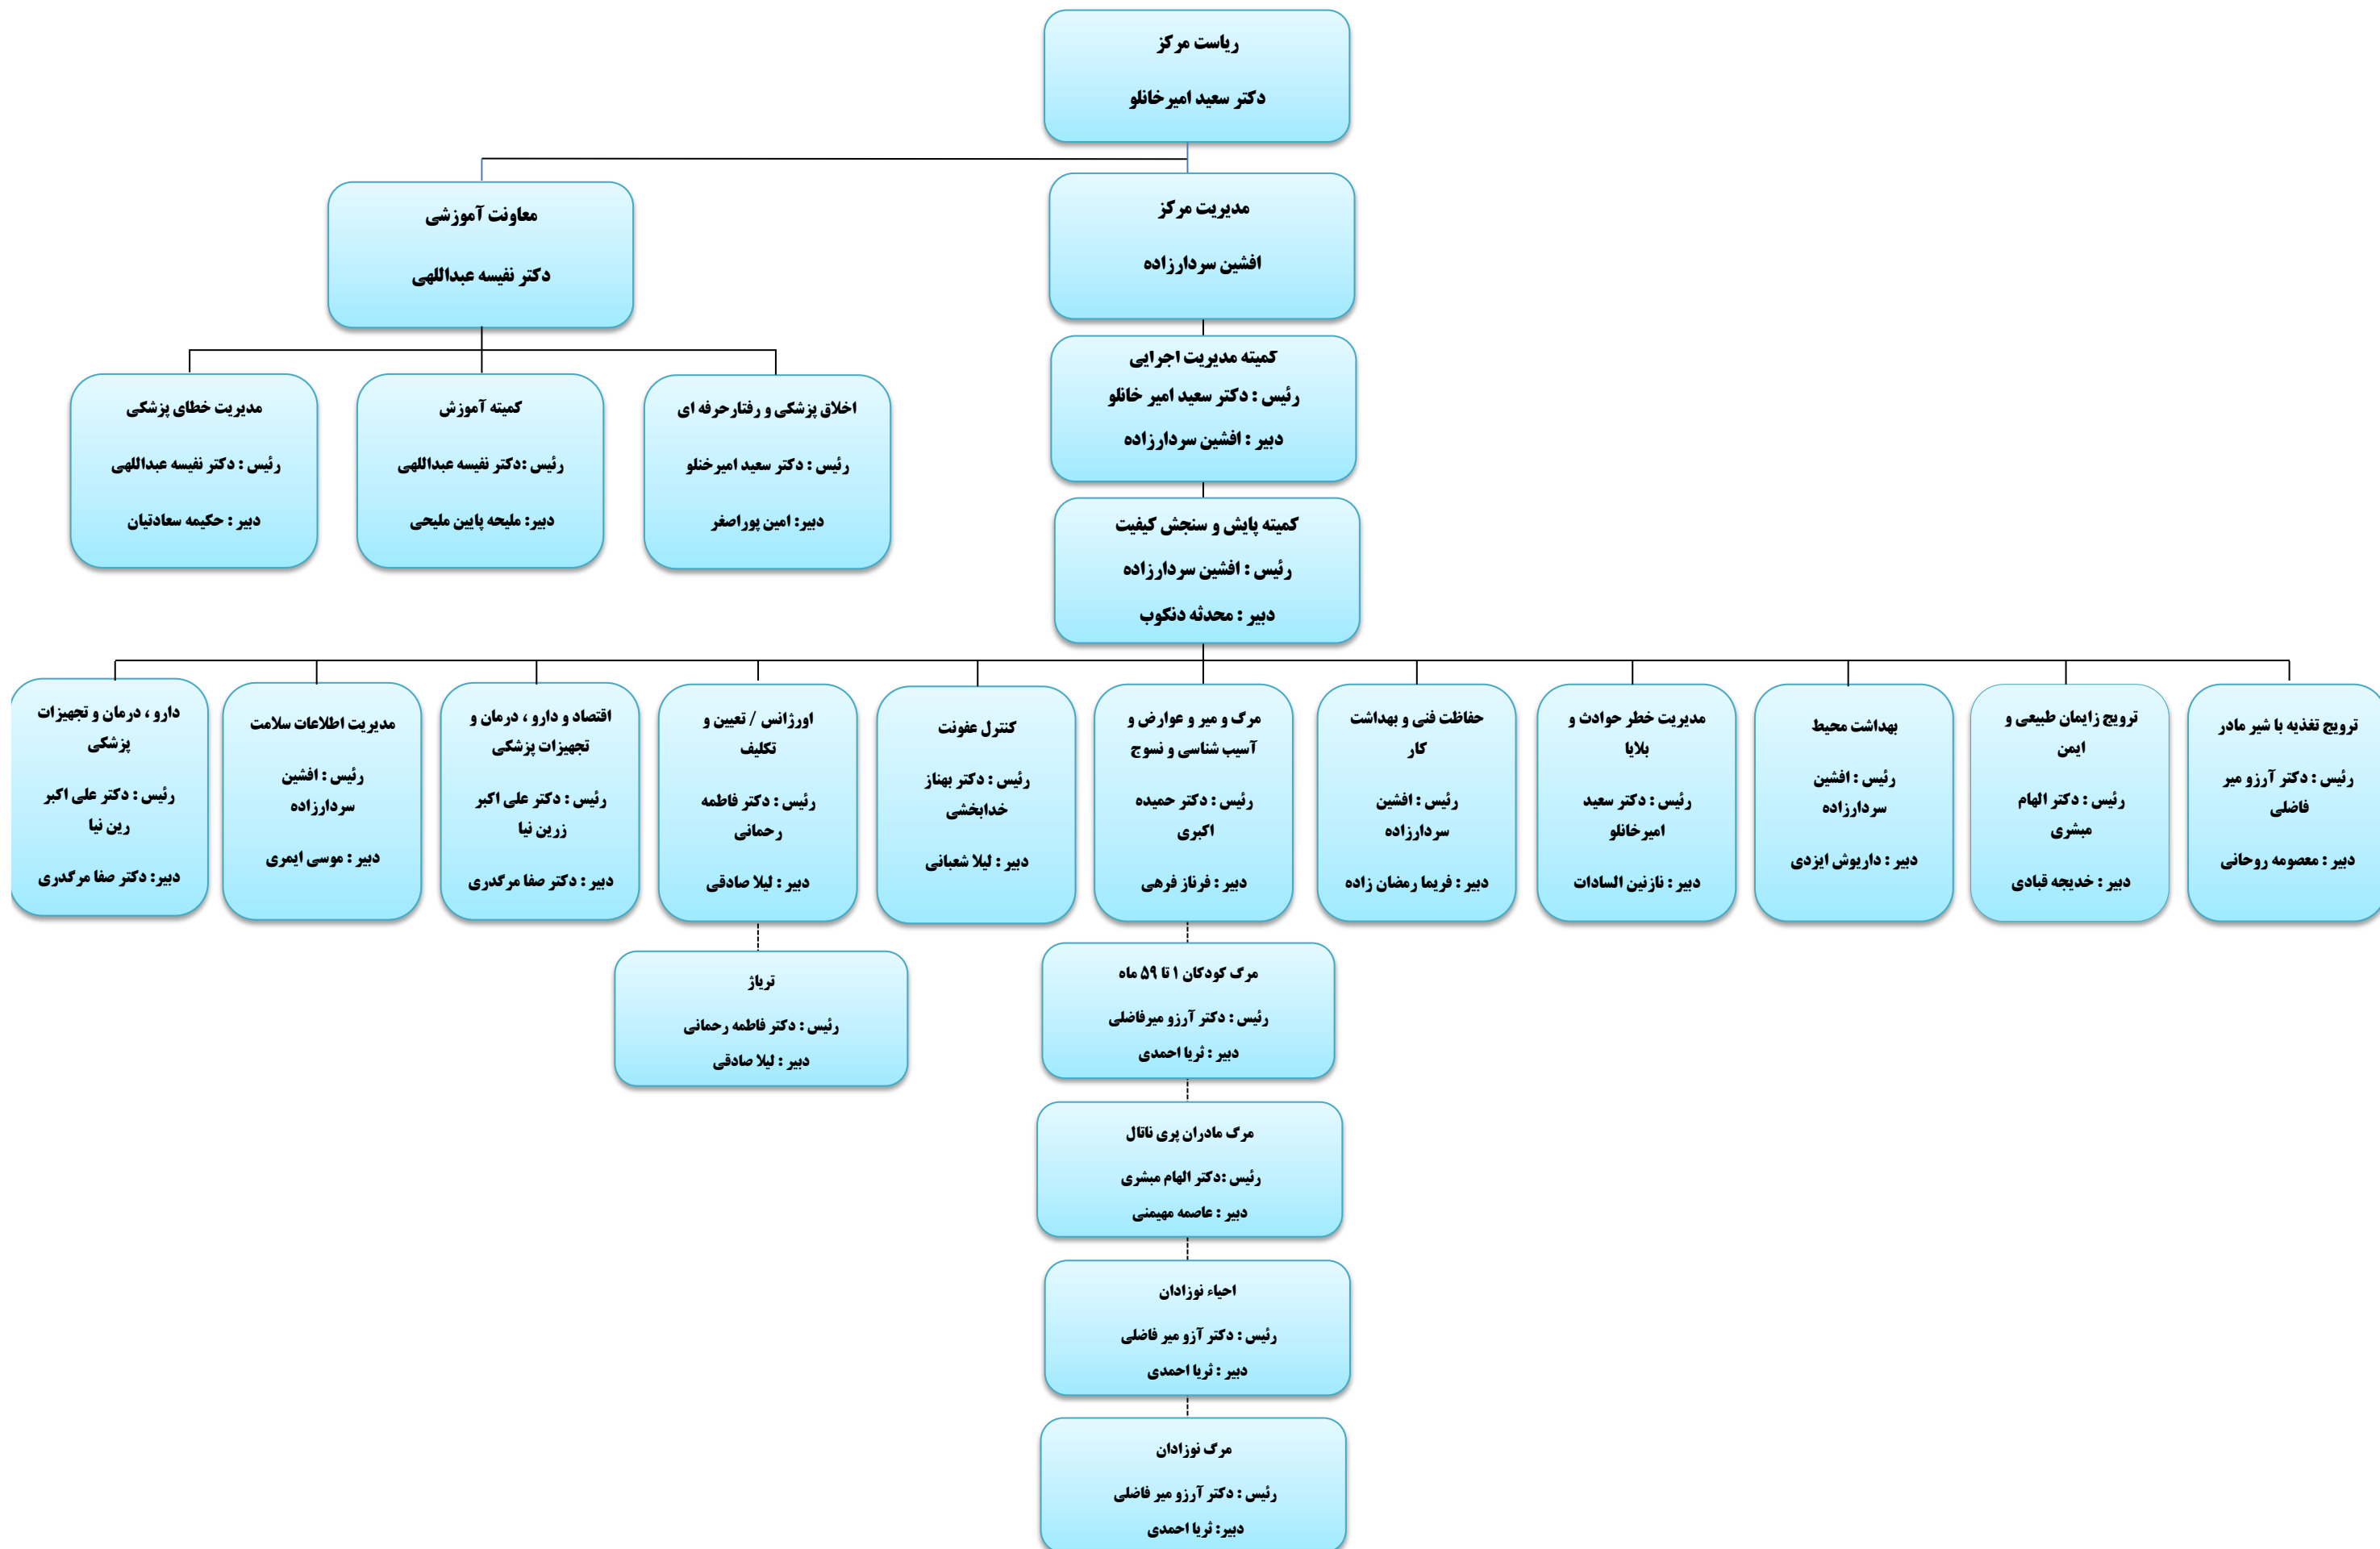 ریاست مرکز
دکتر سعید امیرخانلو
مدیریت مرکز
افشین سردارزاده
معاونت آموزشی
دکتر نفیسه عبداللهی
کمیته مدیریت اجرایی
رئیس : دکتر سعید امیر خانلو
دبیر : افشین سردارزاده
اخلاق پزشکی و رفتارحرفه ای
رئیس : دکتر سعید امیرخنلو
دبیر: امین پوراصغر
کمیته آموزش
رئیس :دکتر نفیسه عبداللهی
دبیر: ملیحه پایین ملیحی
مدیریت خطای پزشکی
رئیس : دکتر نفیسه عبداللهی
دبیر : حکیمه سعادتیان
کمیته پایش و سنجش کیفیت
رئیس : افشین سردارزاده
دبیر : محدثه دنکوب
ترویج تغذیه با شیر مادر
رئیس : دکتر آرزو میر
فاضلی
دبیر : معصومه روحانی
ترویج زایمان طبیعی و
ایمن
رئیس : دکتر الهام
مبشری
دبیر : خدیجه قبادی
بهداشت محیط
رئیس : افشین
سردارزاده
دبیر : داریوش ایزدی
مدیریت خطر حوادث و
بلایا
رئیس : دکتر سعید
امیرخانلو
دبیر : نازنین السادات
حفاظت فنی و بهداشت
کار
رئیس : افشین
سردارزاده
دبیر : فریما رمضان زاده
مرگ و میر و عوارض و
آسیب شناسی و نسوج
رئیس : دکتر حمیده
اکبری
دبیر : فرناز فرهی
کنترل عفونت
رئیس : دکتر بهناز
خدابخشی
دبیر : لیلا شعبانی
اورژانس / تعیین و
تکلیف
رئیس : دکتر فاطمه
رحمانی
دبیر : لیلا صادقی
اقتصاد و دارو ، درمان و
تجهیزات پزشکی
رئیس : دکتر علی اکبر
زرین نیا
دبیر : دکتر صفا مرگدری
مدیریت اطلاعات سلامت
رئیس : افشین
سردارزاده
دبیر : موسی ایمری
دارو ، درمان و تجهیزات
پزشکی
رئیس : دکتر علی اکبر
رین نیا
دبیر: دکتر صفا مرگدری
تریاژ
رئیس : دکتر فاطمه رحمانی
دبیر : لیلا صادقی
مرگ کودکان ۱ تا ۵۹ ماه
رئیس : دکتر آرزو میرفاضلی
دبیر : ثریا احمدی
مرگ مادران پری ناتال
رئیس :دکتر الهام مبشری
دبیر : عاصمه مهیمنی
احیاء نوزادان
رئیس : دکتر آزو میر فاضلی
دبیر : ثریا احمدی
مرگ نوزادان
رئیس : دکتر آرزو میر فاضلی
دبیر: ثریا احمدی